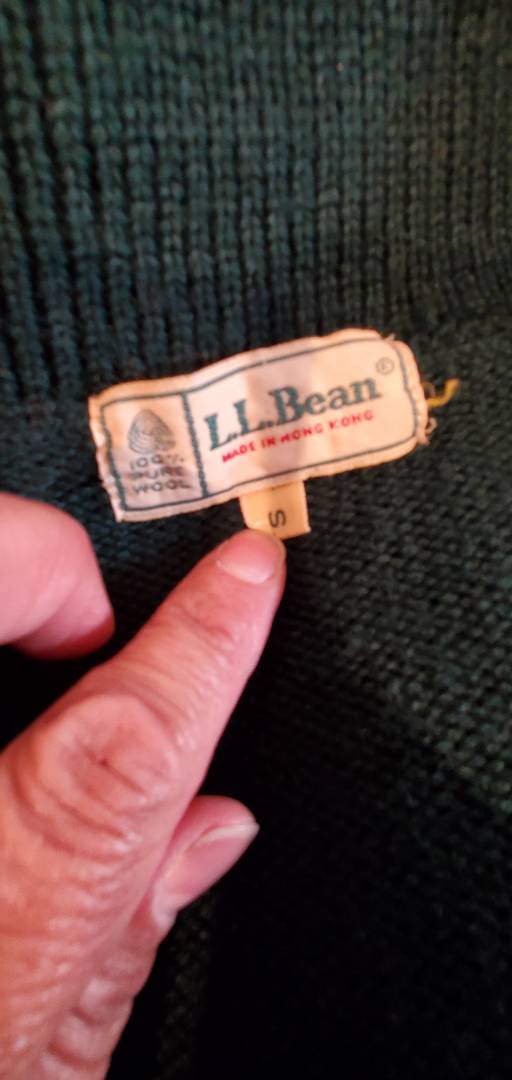 100%
PURE
WOOL
L.L.Bean®
MADE IN HONG KONG
S